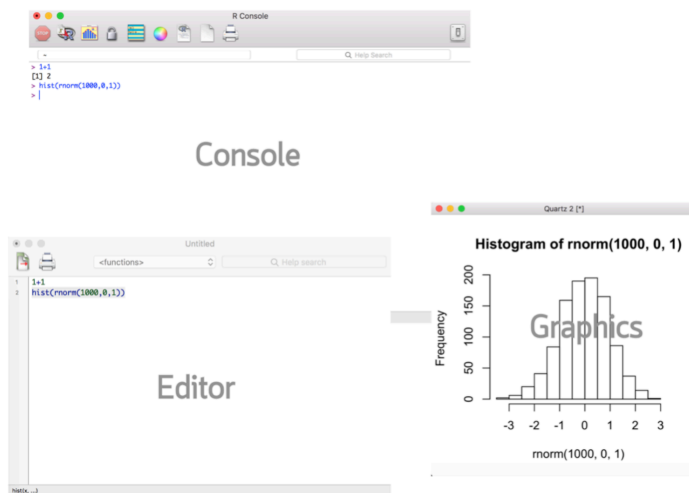 R Console
STOP
Help Search
> 1+1
[1] 2
> hist(rnorm(1000,0,1))
>
Console
Untitled
<functions>
Help search
1 1+1
2 hist(rnorm(1000,0,1))
Editor
hist(x, ...)
Quartz 2 [*]
Histogram of rnorm(1000, 0, 1)
Graphics
Frequency
200
150
100
50
0
-3 -2 -1 0 1 2 3
rnorm(1000, 0, 1)